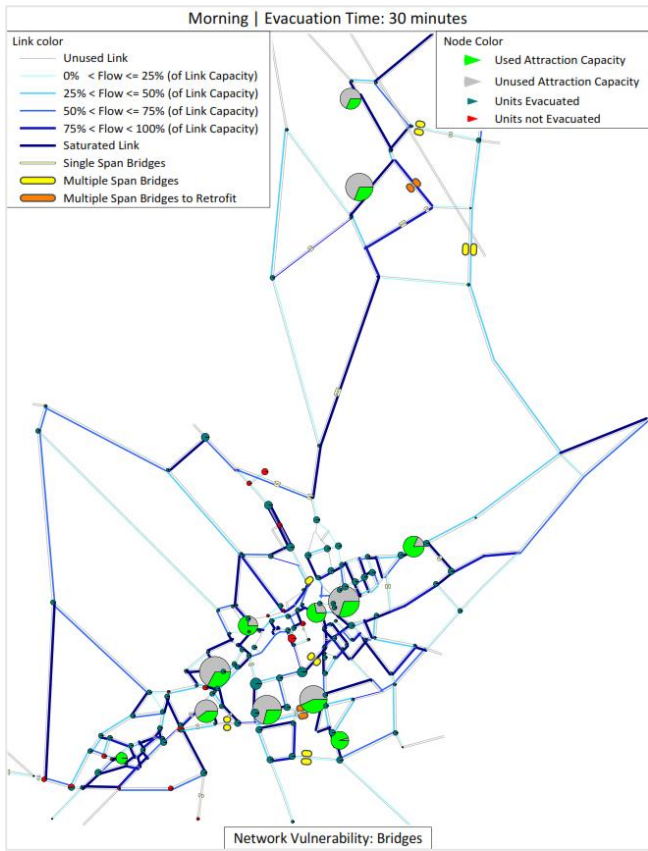 Morning | Evacuation Time: 30 minutes
Link color
Unused Link
0% < Flow <= 25% (of Link Capacity)
25% < Flow <= 50% (of Link Capacity)
50% < Flow <= 75% (of Link Capacity)
75% < Flow < 100% (of Link Capacity)
Saturated Link
Single Span Bridges
Multiple Span Bridges
Multiple Span Bridges to Retrofit
Node Color
Used Attraction Capacity
Unused Attraction Capacity
Units Evacuated
Units not Evacuated
Network Vulnerability: Bridges